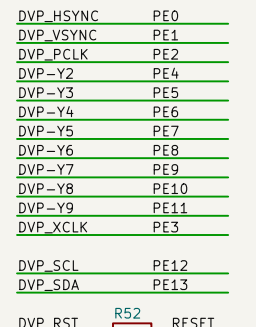 DVP_HSYNC PE0
DVP_VSYNC PE1
DVP_PCLK PE2
DVP-Y2 PE4
DVP-Y3 PE5
DVP-Y4 PE6
DVP-Y5 PE7
DVP-Y6 PE8
DVP-Y7 PE9
DVP-Y8 PE10
DVP-Y9 PE11
DVP_XCLK PE3
DVP_SCL PE12
DVP_SDA PE13
R52
DVP_RST RESET